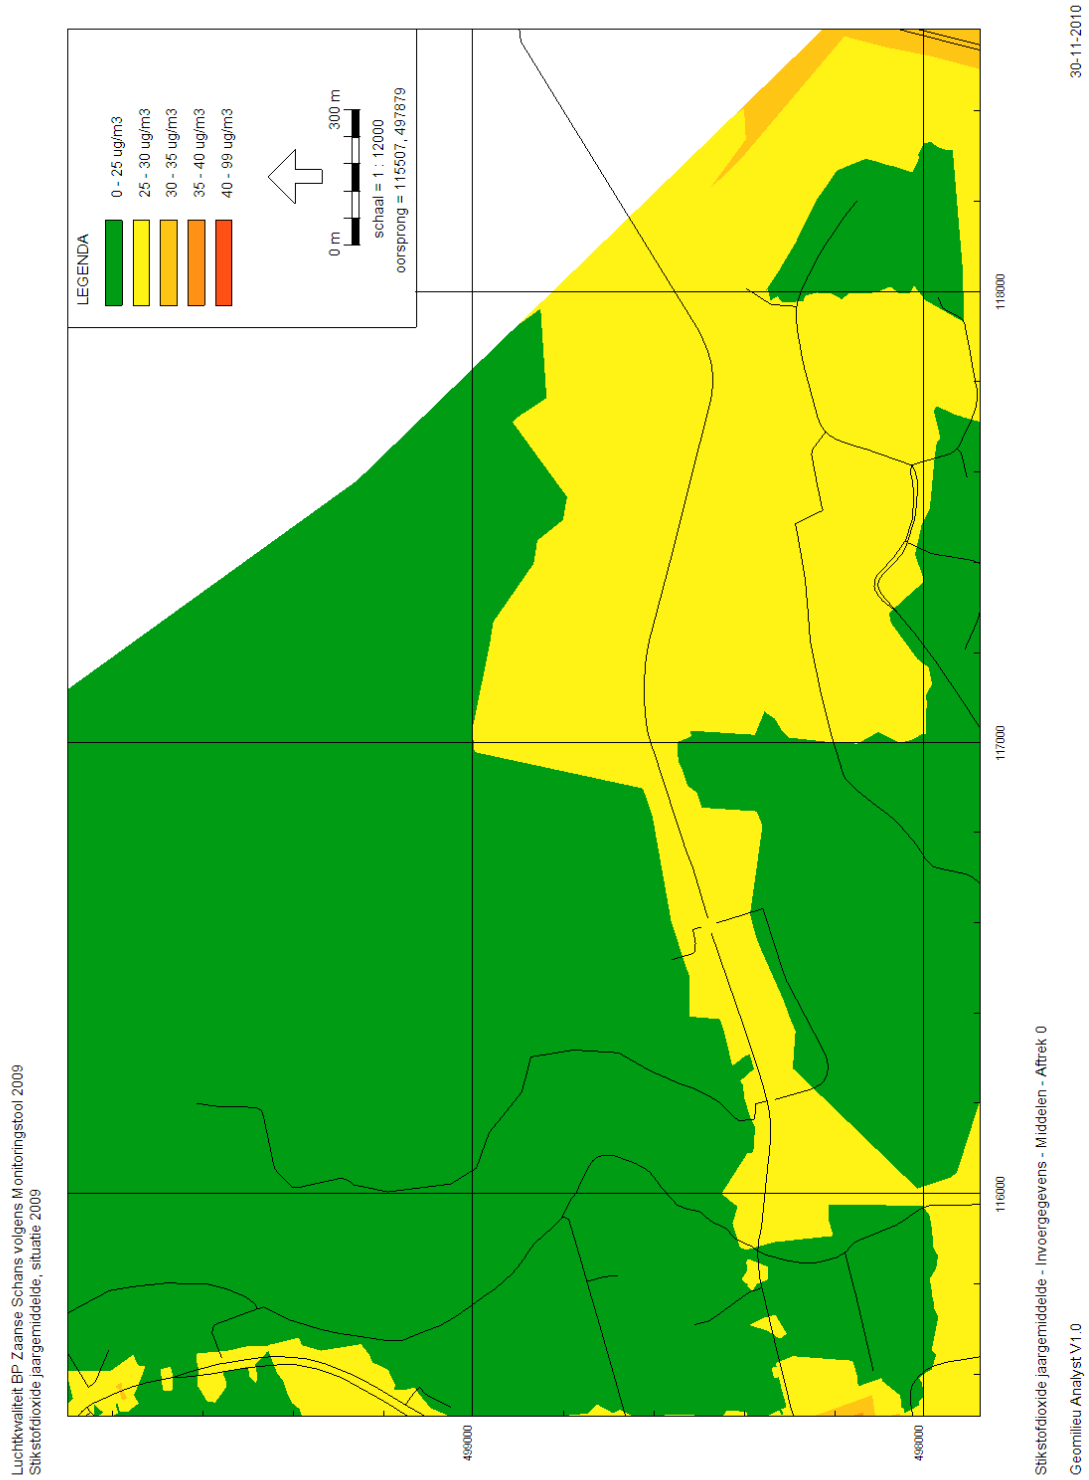 Luchtkwaliteit BP Zaanse Schans volgens Monitoringstool 2009
Stikstofdioxide jaargemiddelde, situatie 2009
LEGENDA
0 - 25 ug/m3
25 - 30 ug/m3
30 - 35 ug/m3
35 - 40 ug/m3
40 - 99 ug/m3
0 m
300 m
schaal = 1 : 12000
oorsprong = 115507, 497879
499000
498000
116000
117000
118000
Stikstofdioxide jaargemiddelde - Invoergegevens - Middelen - Aftrek 0
Geomilieu Analyst V1.0
30-11-2010